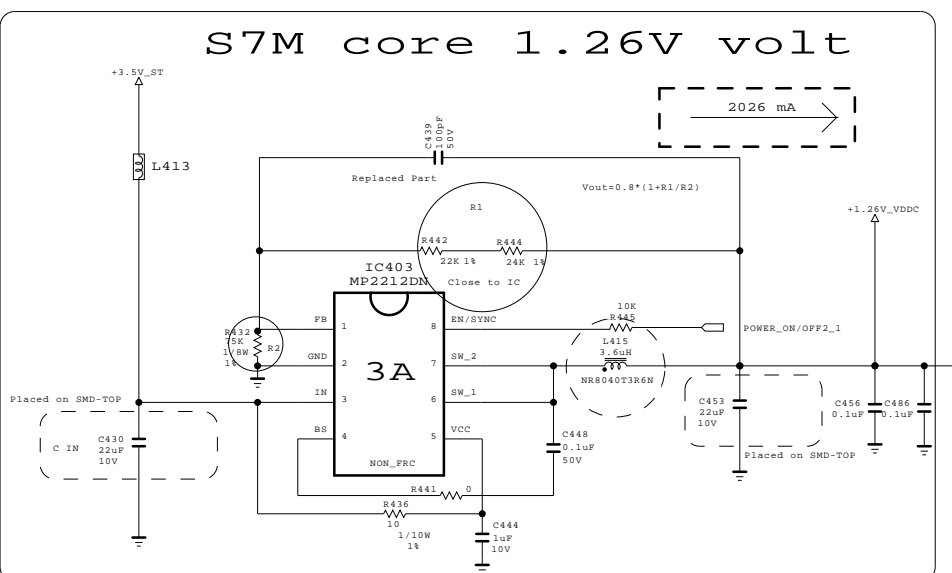 S7M core 1.26V volt
+3.5V_ST
2026 mA
C439
100pF
50V
L413
Replaced Part
Vout=0.8*(1+R1/R2)
R1
+1.26V_VDDC
R442
22K 1%
R444
24K 1%
IC403
MP2212DN
Close to IC
R432
75K
1/8W
1%
R2
FB
1
GND
2
IN
3
BS
4
3A
8
EN/SYNC
7
SW_2
6
SW_1
5
VCC
NON_FRC
10K
R445
POWER_ON/OFF2_1
L415
3.6uH
NR8040T3R6N
Placed on SMD-TOP
C IN
C430
22uF
10V
C453
22uF
10V
Placed on SMD-TOP
C456
0.1uF
C486
0.1uF
C448
0.1uF
50V
R441
0
R436
10
1/10W
1%
C444
1uF
10V